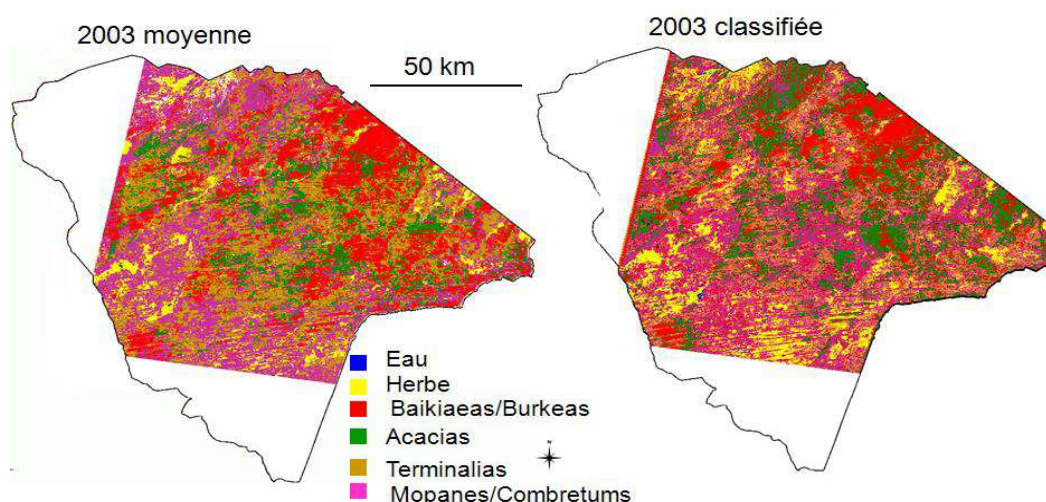 2003 moyenne
2003 classifiée
50 km
Eau
Herbe
Baikiaeas/Burkeas
Acacias
Terminalias
Mopanes/Combretums